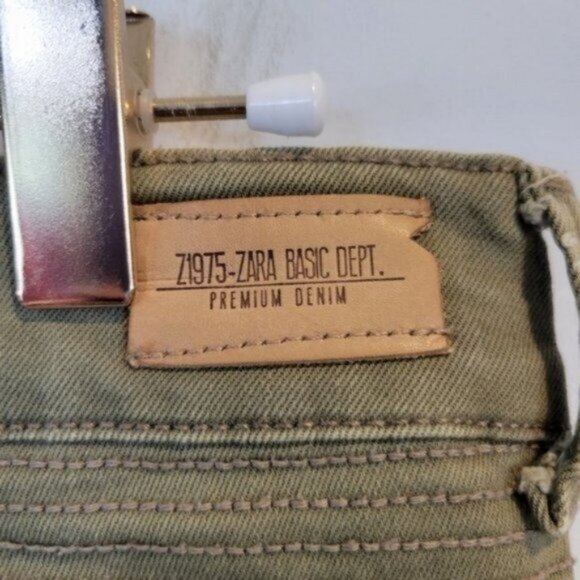 Z1975-ZARA BASIC DEPT.
PREMIUM DENIM